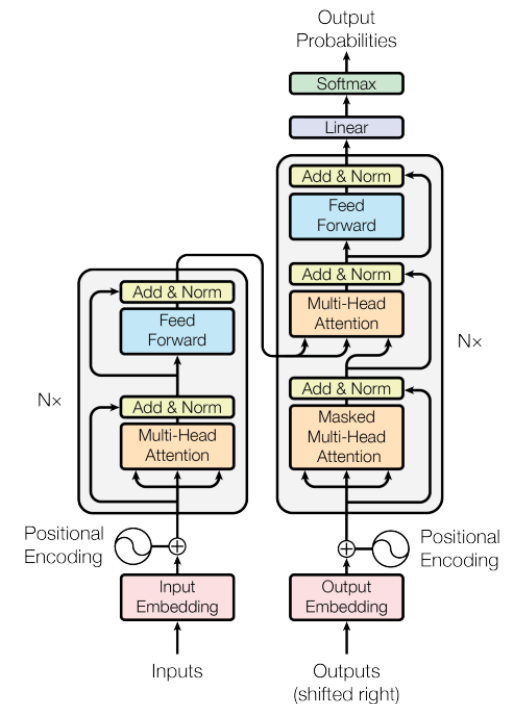 Output
Probabilities
Softmax
Linear
Add & Norm
Feed
Forward
Add & Norm
Multi-Head
Attention
Add & Norm
Masked
Multi-Head
Attention
N×
Add & Norm
Feed
Forward
Add & Norm
Multi-Head
Attention
N×
Positional
Encoding
Positional
Encoding
Input
Embedding
Output
Embedding
Inputs
Outputs
(shifted right)